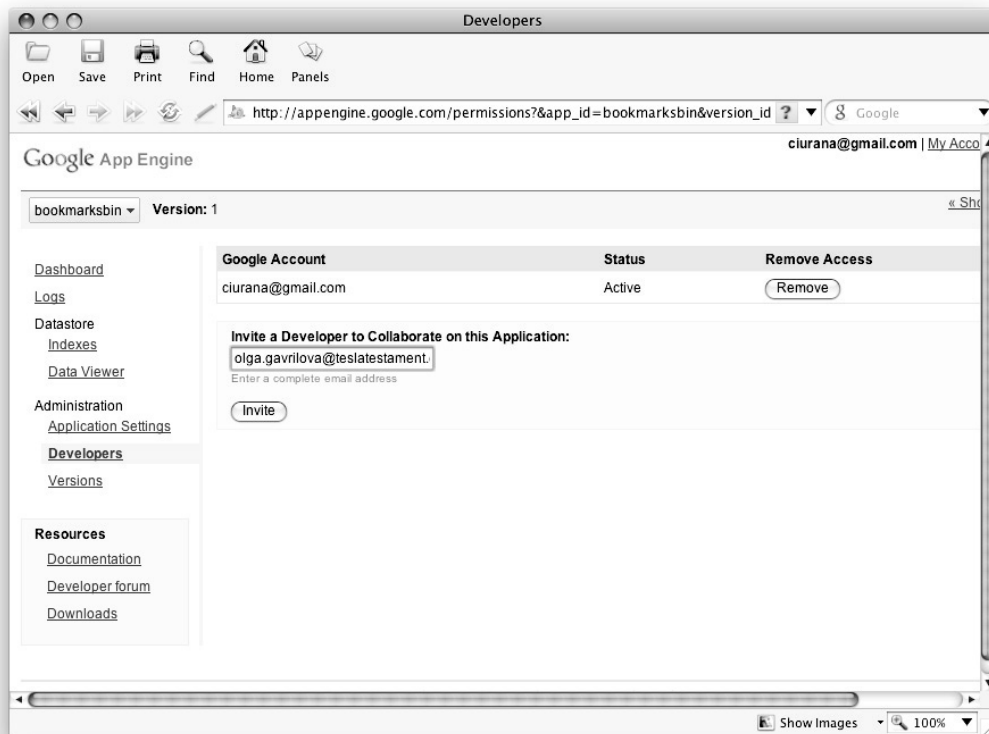 Developers
Open Save Print Find Home Panels
http://appengine.google.com/permissions?&app_id=bookmarksbin&version_id ? Google
ciurana@gmail.com | My Acco
Google App Engine
bookmarksbin Version: 1
« Sho
Google Account Status Remove Access
ciurana@gmail.com Active Remove
Invite a Developer to Collaborate on this Application:
olga.gavrilova@teslatestament.
Enter a complete email address
Invite
Dashboard
Logs
Datastore
Indexes
Data Viewer
Administration
Application Settings
Developers
Versions
Resources
Documentation
Developer forum
Downloads
Show Images 100%